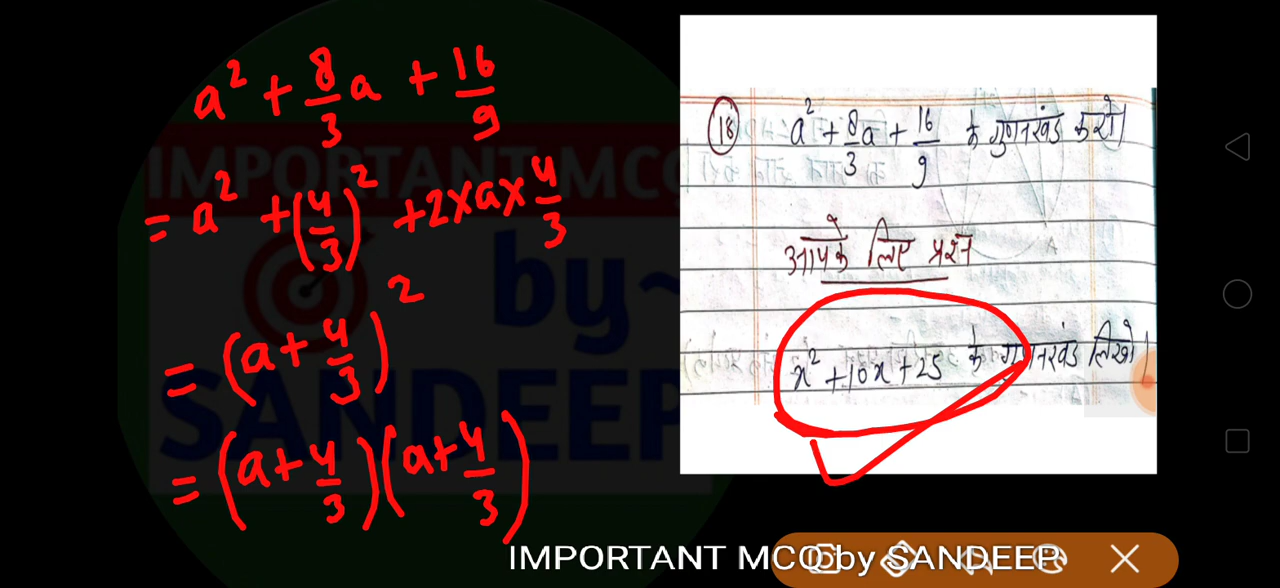 a² + 8/3 a + 16/9
= a² + (4/3)² + 2×a×4/3
= (a+4/3)²
= (a+4/3)(a+4/3)
(18) a² + 8/3 a + 16/9 के गुणनखंड करो।
आपके लिए प्रश्न
x² + 10x + 25 के गुणनखंड लिखो।
IMPORTANT MCQ
by~
SANDEEP
IMPORTANT MCQ by SANDEEP